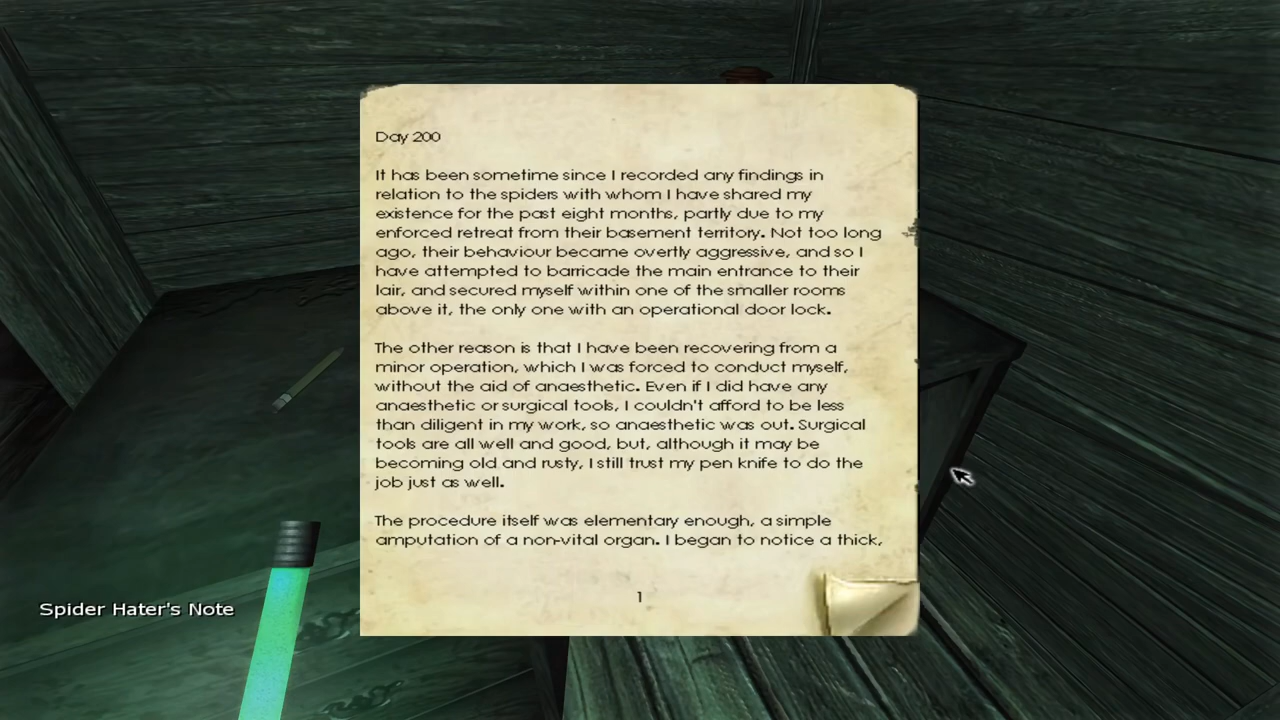 Day 200
It has been sometime since I recorded any findings in
relation to the spiders with whom I have shared my
existence for the past eight months, partly due to my
enforced retreat from their basement territory. Not too long
ago, their behaviour became overtly aggressive, and so I
have attempted to barricade the main entrance to their
lair, and secured myself within one of the smaller rooms
above it, the only one with an operational door lock.
The other reason is that I have been recovering from a
minor operation, which I was forced to conduct myself,
without the aid of anaesthetic. Even if I did have any
anaesthetic or surgical tools, I couldn't afford to be less
than diligent in my work, so anaesthetic was out. Surgical
tools are all well and good, but, although it may be
becoming old and rusty, I still trust my pen knife to do the
job just as well.
The procedure itself was elementary enough, a simple
amputation of a non-vital organ. I began to notice a thick,
1
Spider Hater's Note